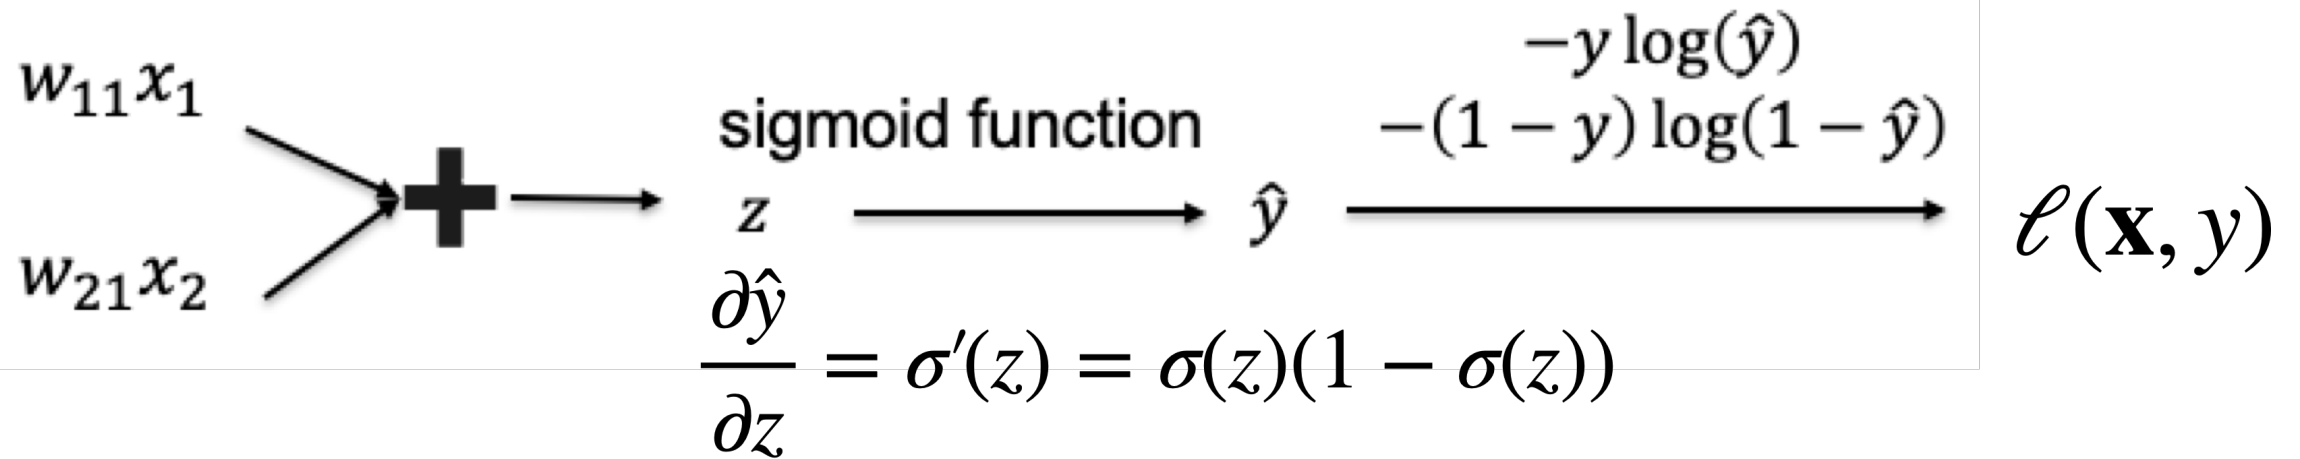 w₁₁x₁
w₂₁x₂
z
sigmoid function
ŷ
−y log(ŷ)
−(1 − y) log(1 − ŷ)
ℓ(𝐱, y)
∂ŷ/∂z = σ′(z) = σ(z)(1 − σ(z))